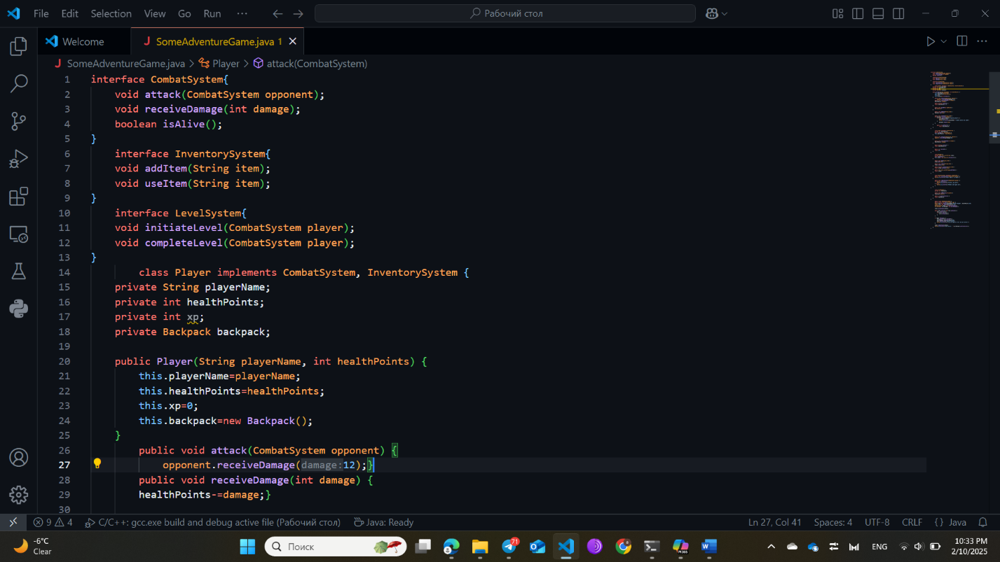 File Edit Selection View Go Run ··· Рабочий стол
Welcome J SomeAdventureGame.java 1
J SomeAdventureGame.java > Player > attack(CombatSystem)
1 interface CombatSystem{
2 void attack(CombatSystem opponent);
3 void receiveDamage(int damage);
4 boolean isAlive();
5 }
6 interface InventorySystem{
7 void addItem(String item);
8 void useItem(String item);
9 }
10 interface LevelSystem{
11 void initiateLevel(CombatSystem player);
12 void completeLevel(CombatSystem player);
13 }
14 class Player implements CombatSystem, InventorySystem {
15 private String playerName;
16 private int healthPoints;
17 private int xp;
18 private Backpack backpack;
19
20 public Player(String playerName, int healthPoints) {
21 this.playerName=playerName;
22 this.healthPoints=healthPoints;
23 this.xp=0;
24 this.backpack=new Backpack();
25 }
26 public void attack(CombatSystem opponent) {
27 opponent.receiveDamage(damage:12);}
28 public void receiveDamage(int damage) {
29 healthPoints-=damage;}
30
9 4 C/C++: gcc.exe build and debug active file (Рабочий стол) Java: Ready Ln 27, Col 41 Spaces: 4 UTF-8 CRLF {} Java
-6°C
Clear
Поиск
71
M365
ENG
10:33 PM
2/10/2025